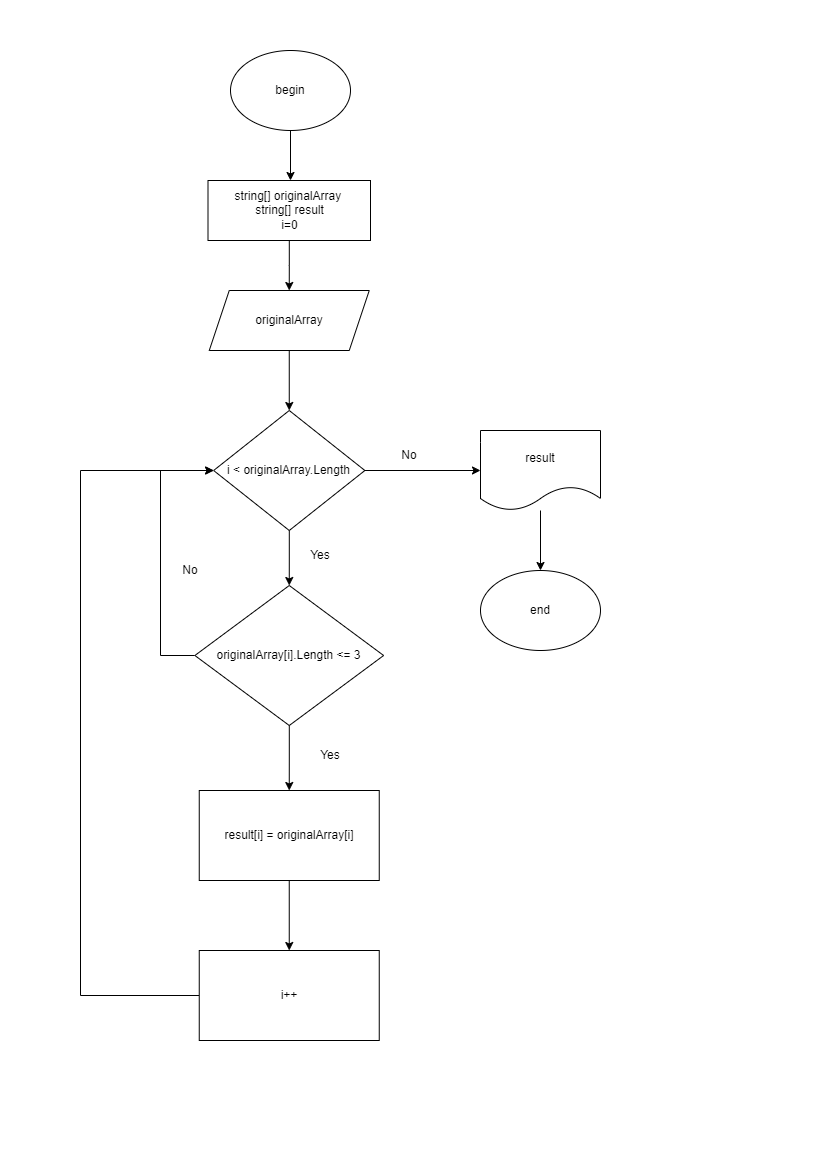 begin
string[] originalArray
string[] result
i=0
originalArray
i < originalArray.Length
No
result
Yes
No
end
originalArray[i].Length <= 3
Yes
result[i] = originalArray[i]
i++